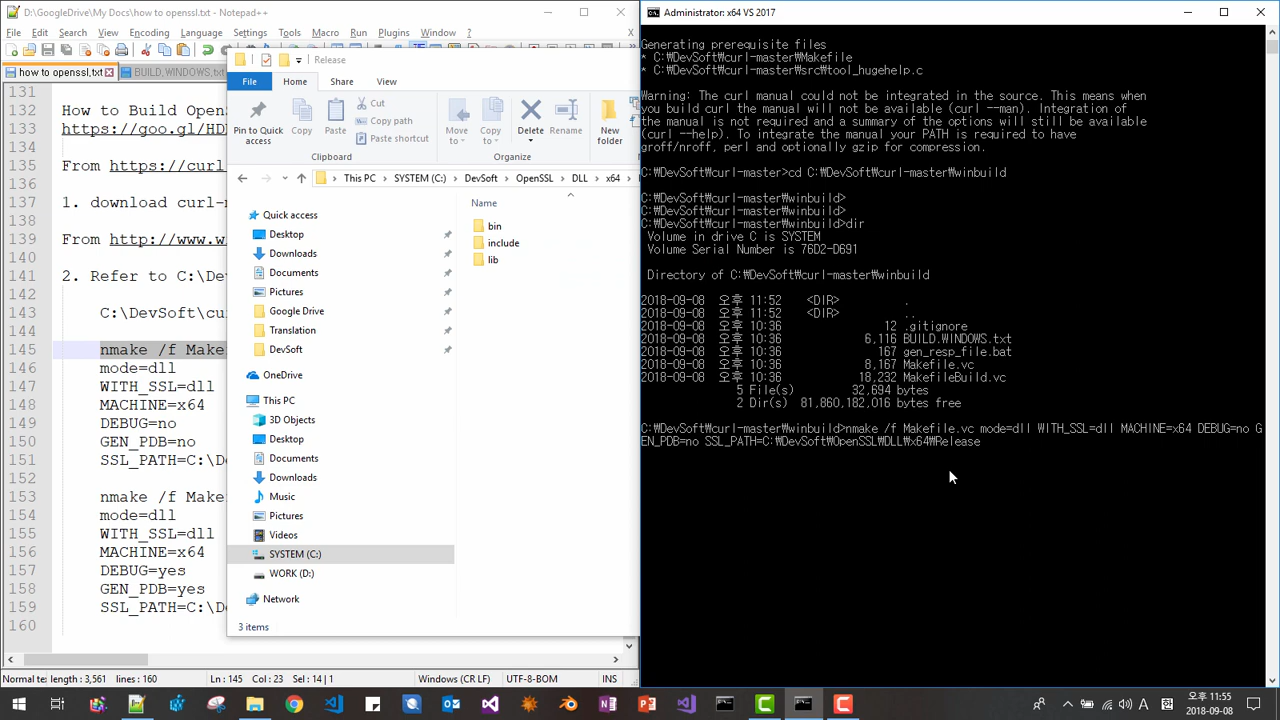 D:\GoogleDrive\My Docs\how to openssl.txt - Notepad++
File Edit Search View Encoding Language Settings Tools Macro Run Plugins Window ? X
how to openssl.txt
BUILD,WINDOWS,txt
131
132 How to Build OpenS
133 https://goo.gl/HD
134
135 From https://curl
136
137 1. download curl-
138
139 From http://www.w
140
141 2. Refer to C:\De
142
143 C:\DevSoft\cu
144
145 nmake /f Make
146 mode=dll
147 WITH_SSL=dll
148 MACHINE=x64
149 DEBUG=no
150 GEN_PDB=no
151 SSL_PATH=C:\D
152
153 nmake /f Make
154 mode=dll
155 WITH_SSL=dll
156 MACHINE=x64
157 DEBUG=yes
158 GEN_PDB=yes
159 SSL_PATH=C:\De
160
Normal te: length : 3,561 lines : 160 Ln : 145 Col : 23 Sel : 14 | 1 Windows (CR LF) UTF-8-BOM INS
Release
File Home Share View
Pin to Quick access
Copy
Paste
Cut
Copy path
Paste shortcut
Clipboard
Move to
Copy to
Delete
Rename
Organize
New folder
This PC
SYSTEM (C:)
DevSoft
OpenSSL
DLL
x64
Name
bin
include
lib
Quick access
Desktop
Downloads
Documents
Pictures
Google Drive
Translation
DevSoft
OneDrive
This PC
3D Objects
Desktop
Documents
Downloads
Music
Pictures
Videos
SYSTEM (C:)
WORK (D:)
Network
3 items
Administrator: x64 VS 2017
Generating prerequisite files
* C:₩DevSoft₩curl-master₩Makefile
* C:₩DevSoft₩curl-master₩src₩tool_hugehelp.c
Warning: The curl manual could not be integrated in the source. This means when
you build curl the manual will not be available (curl --man). Integration of
the manual is not required and a summary of the options will still be available
(curl --help). To integrate the manual your PATH is required to have
groff/nroff, perl and optionally gzip for compression.
C:₩DevSoft₩curl-master>cd C:₩DevSoft₩curl-master₩winbuild
C:₩DevSoft₩curl-master₩winbuild>
C:₩DevSoft₩curl-master₩winbuild>
C:₩DevSoft₩curl-master₩winbuild>dir
Volume in drive C is SYSTEM
Volume Serial Number is 76D2-D691
Directory of C:₩DevSoft₩curl-master₩winbuild
2018-09-08 오후 11:52 <DIR> .
2018-09-08 오후 11:52 <DIR> ..
2018-09-08 오후 10:36 12 .gitignore
2018-09-08 오후 10:36 6,116 BUILD.WINDOWS.txt
2018-09-08 오후 10:36 167 gen_resp_file.bat
2018-09-08 오후 10:36 8,167 Makefile.vc
2018-09-08 오후 10:36 18,232 MakefileBuild.vc
5 File(s) 32,694 bytes
2 Dir(s) 81,860,182,016 bytes free
C:₩DevSoft₩curl-master₩winbuild>nmake /f Makefile.vc mode=dll WITH_SSL=dll MACHINE=x64 DEBUG=no G
EN_PDB=no SSL_PATH=C:₩DevSoft₩OpenSSL₩DLL₩x64₩Release
A
오후 11:55
2018-09-08